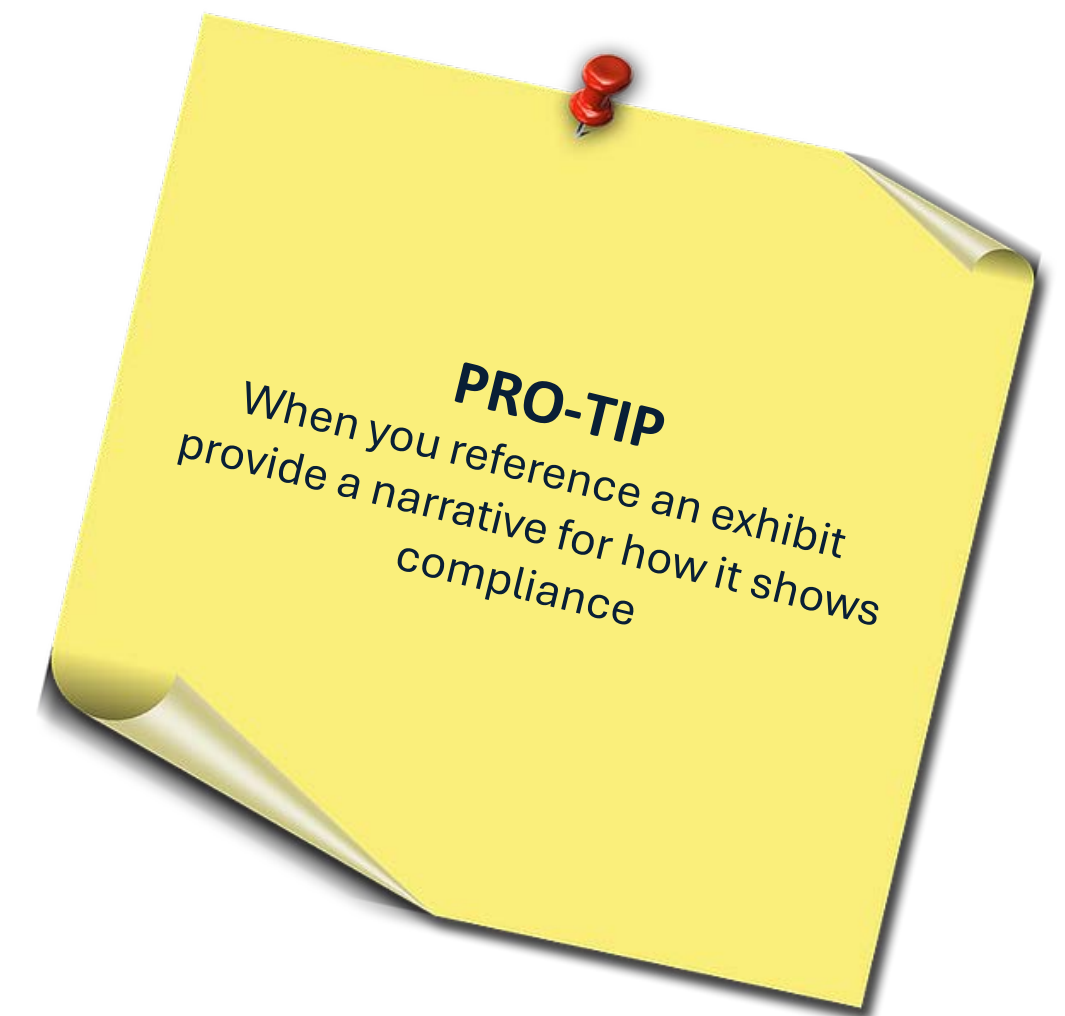 PRO-TIP
When you reference an exhibit
provide a narrative for how it shows
compliance